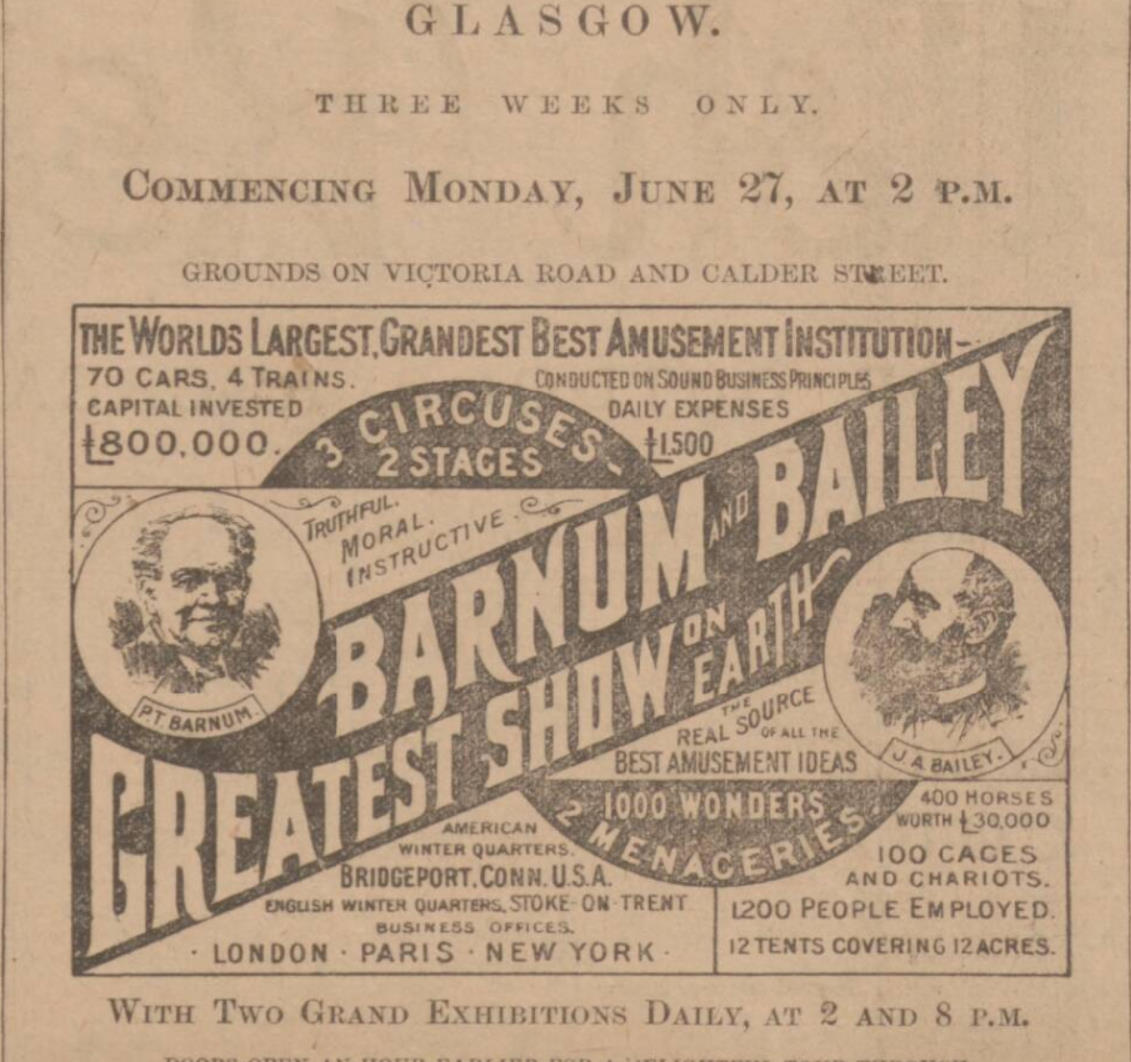 GLASGOW.
THREE WEEKS ONLY.
COMMENCING MONDAY, JUNE 27, AT 2 P.M.
GROUNDS ON VICTORIA ROAD AND CALDER STREET.
THE WORLDS LARGEST, GRANDEST BEST AMUSEMENT INSTITUTION-
70 CARS, 4 TRAINS.
CONDUCTED ON SOUND BUSINESS PRINCIPLES
CAPITAL INVESTED
£800,000.
DAILY EXPENSES
£1,500
3 CIRCUSES-
2 STAGES
TRUTHFUL.
MORAL.
INSTRUCTIVE.
BARNUM AND BAILEY
GREATEST SHOW ON EARTH
P.T. BARNUM.
J.A. BAILEY.
THE
REAL SOURCE
OF ALL THE
BEST AMUSEMENT IDEAS
1000 WONDERS
2 MENAGERIES-
AMERICAN
WINTER QUARTERS.
BRIDGEPORT, CONN. U.S.A.
ENGLISH WINTER QUARTERS, STOKE-ON-TRENT
BUSINESS OFFICES.
· LONDON · PARIS · NEW YORK ·
400 HORSES
WORTH £30,000
100 CAGES
AND CHARIOTS.
1200 PEOPLE EMPLOYED.
12 TENTS COVERING 12 ACRES.
WITH TWO GRAND EXHIBITIONS DAILY, AT 2 AND 8 P.M.